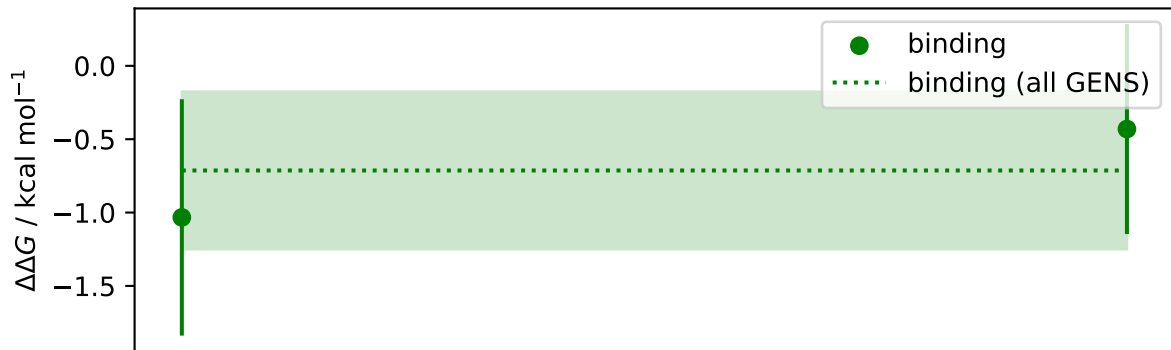 binding
binding (all GENS)
0.0
−0.5
−1.0
−1.5
ΔΔG / kcal mol⁻¹